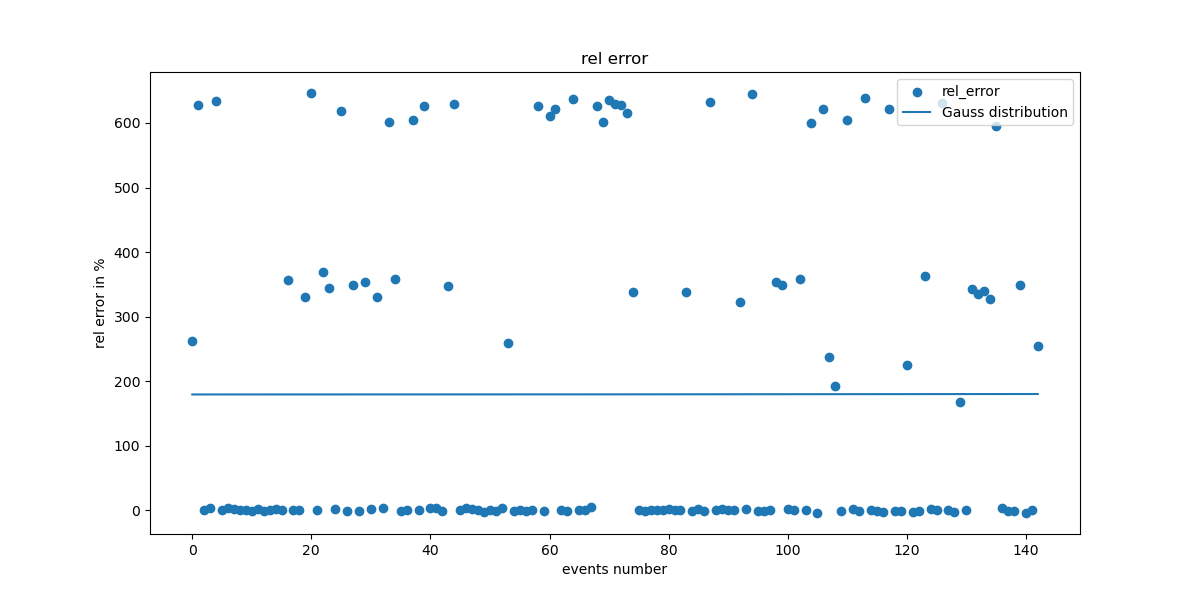 rel error
rel_error
Gauss distribution
600
500
400
300
200
100
0
rel error in %
0 20 40 60 80 100 120 140
events number